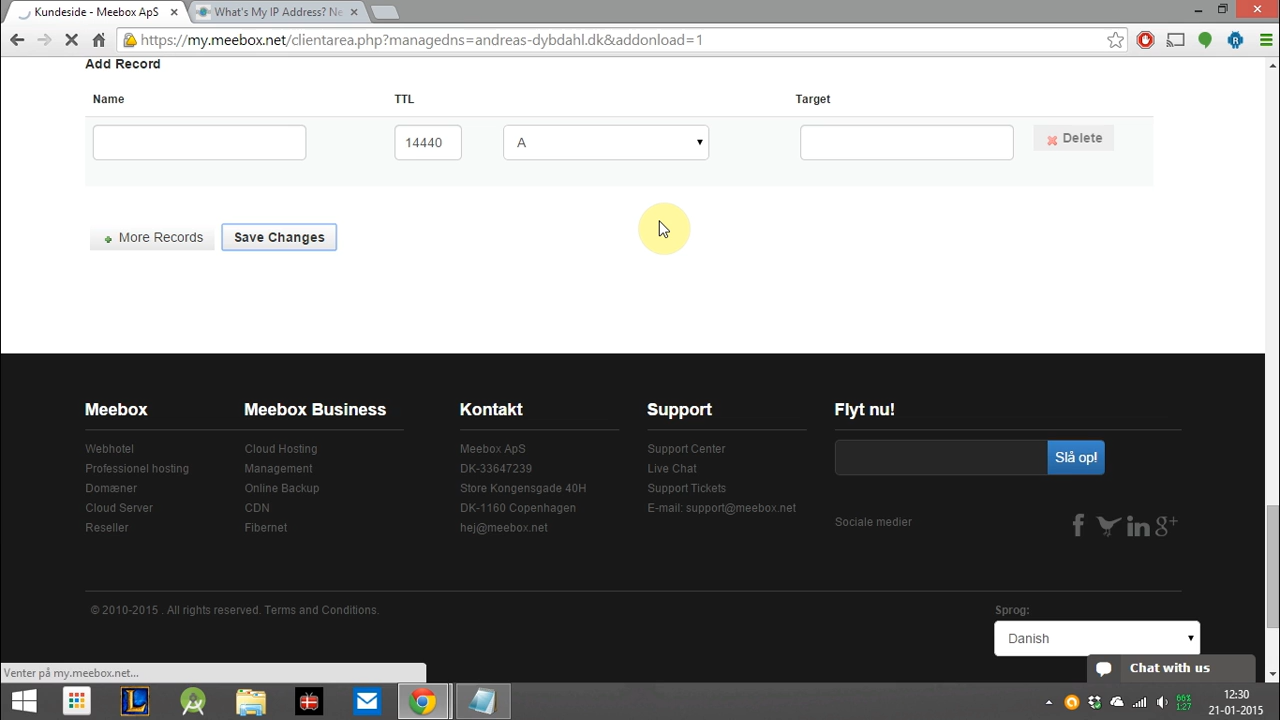 Kundeside - Meebox ApS
What's My IP Address? Ne
https://my.meebox.net/clientarea.php?managedns=andreas-dybdahl.dk&addonload=1
Add Record
Name TTL Target
14440 A Delete
More Records Save Changes
Meebox
Webhotel
Professionel hosting
Domæner
Cloud Server
Reseller
Meebox Business
Cloud Hosting
Management
Online Backup
CDN
Fibernet
Kontakt
Meebox ApS
DK-33647239
Store Kongensgade 40H
DK-1160 Copenhagen
hej@meebox.net
Support
Support Center
Live Chat
Support Tickets
E-mail: support@meebox.net
Flyt nu!
Slå op!
Sociale medier
© 2010-2015 . All rights reserved. Terms and Conditions.
Sprog:
Danish
Chat with us
Venter på my.meebox.net...
66%
1:27
12:30
21-01-2015